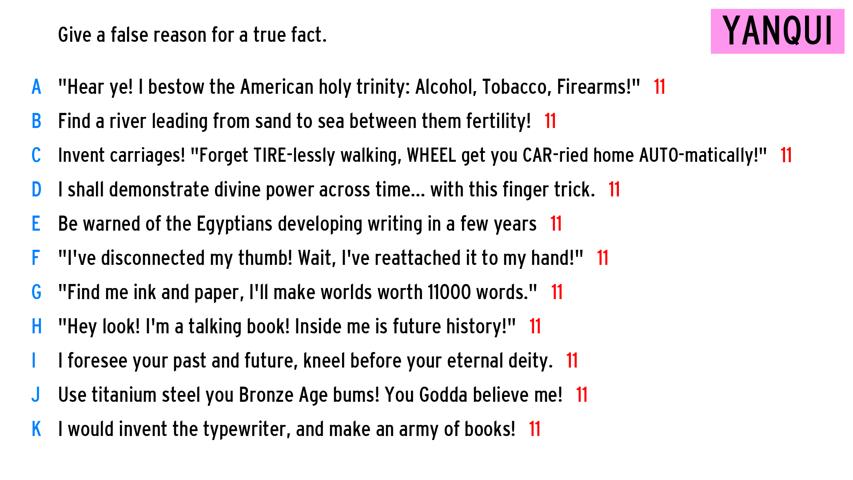 Give a false reason for a true fact.
YANQUI
A "Hear ye! I bestow the American holy trinity: Alcohol, Tobacco, Firearms!" 11
B Find a river leading from sand to sea between them fertility! 11
C Invent carriages! "Forget TIRE-lessly walking, WHEEL get you CAR-ried home AUTO-matically!" 11
D I shall demonstrate divine power across time... with this finger trick. 11
E Be warned of the Egyptians developing writing in a few years 11
F "I've disconnected my thumb! Wait, I've reattached it to my hand!" 11
G "Find me ink and paper, I'll make worlds worth 11000 words." 11
H "Hey look! I'm a talking book! Inside me is future history!" 11
I I foresee your past and future, kneel before your eternal deity. 11
J Use titanium steel you Bronze Age bums! You Godda believe me! 11
K I would invent the typewriter, and make an army of books! 11